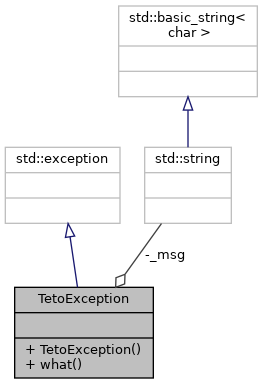 std::basic_string<
char >
std::exception
std::string
-_msg
TetoException
+ TetoException()
+ what()